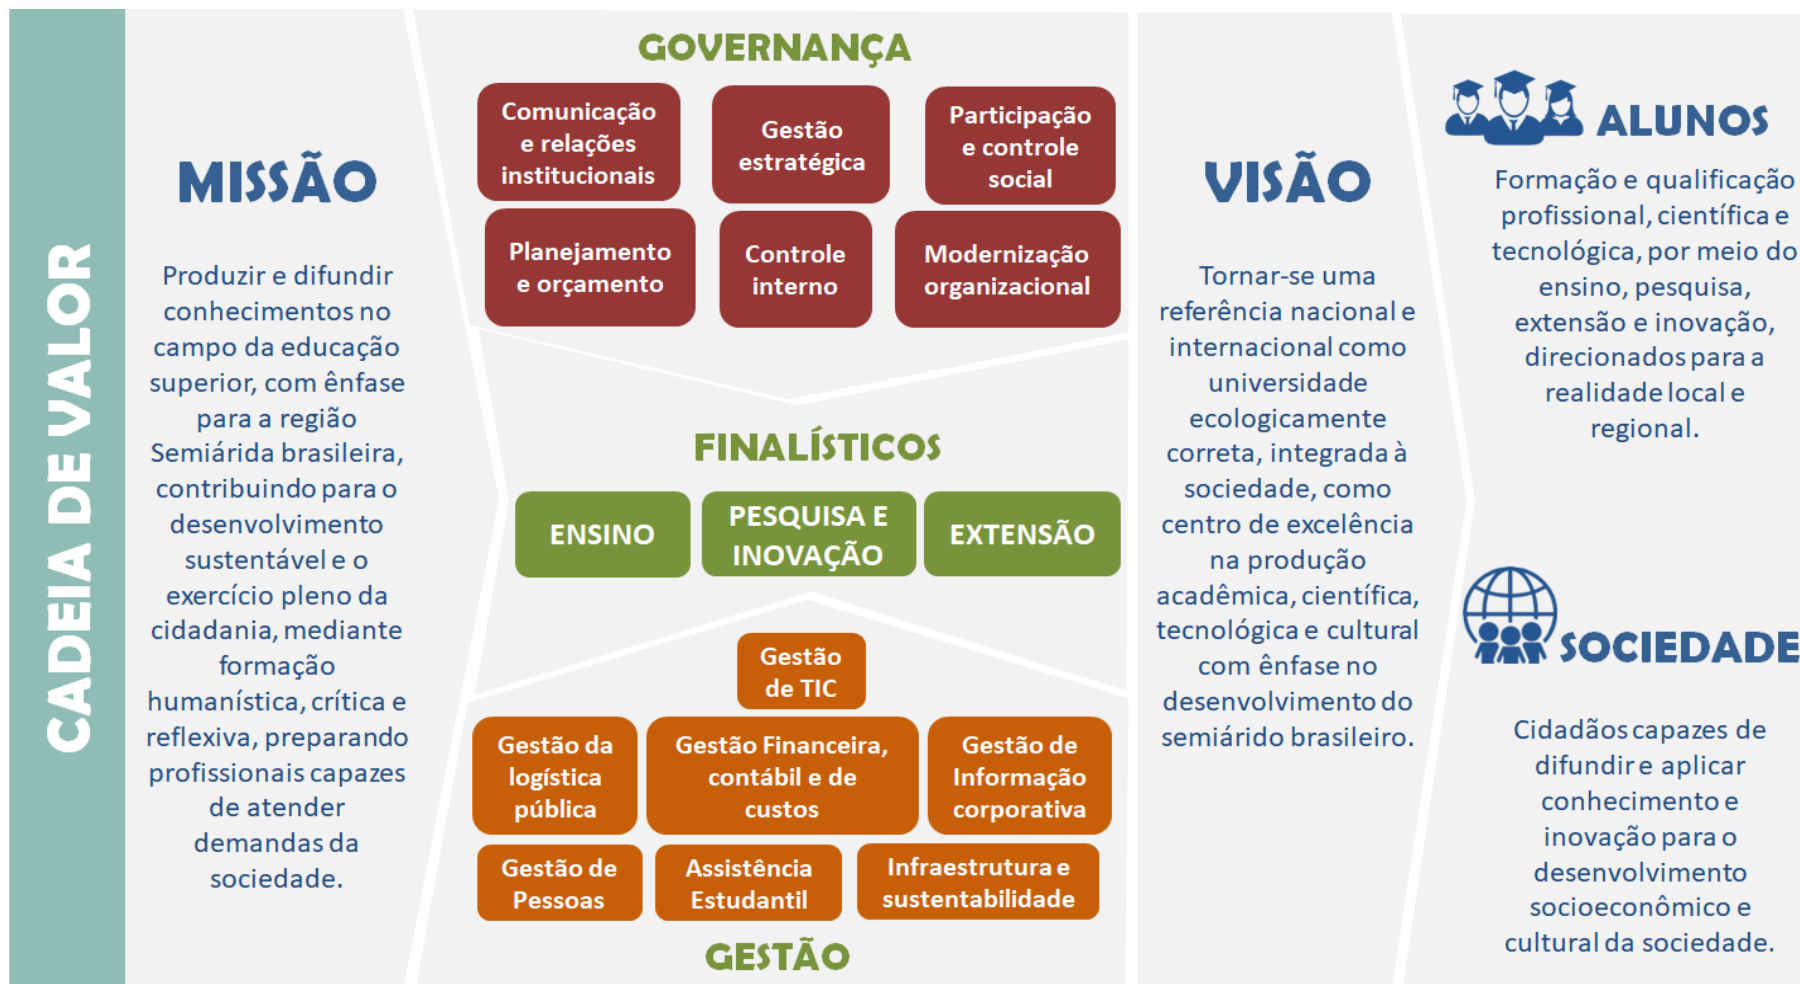 CADEIA DE VALOR
MISSÃO
Produzir e difundir
conhecimentos no
campo da educação
superior, com ênfase
para a região
Semiárida brasileira,
contribuindo para o
desenvolvimento
sustentável e o
exercício pleno da
cidadania, mediante
formação
humanística, crítica e
reflexiva, preparando
profissionais capazes
de atender
demandas da
sociedade.
GOVERNANÇA
Comunicação
e relações
institucionais
Gestão
estratégica
Participação
e controle
social
Planejamento
e orçamento
Controle
interno
Modernização
organizacional
FINALÍSTICOS
ENSINO
PESQUISA E
INOVAÇÃO
EXTENSÃO
Gestão
de TIC
Gestão da
logística
pública
Gestão Financeira,
contábil e de
custos
Gestão de
Informação
corporativa
Gestão de
Pessoas
Assistência
Estudantil
Infraestrutura e
sustentabilidade
GESTÃO
VISÃO
Tornar-se uma
referência nacional e
internacional como
universidade
ecologicamente
correta, integrada à
sociedade, como
centro de excelência
na produção
acadêmica, científica,
tecnológica e cultural
com ênfase no
desenvolvimento do
semiárido brasileiro.
ALUNOS
Formação e qualificação
profissional, científica e
tecnológica, por meio do
ensino, pesquisa,
extensão e inovação,
direcionados para a
realidade local e
regional.
SOCIEDADE
Cidadãos capazes de
difundir e aplicar
conhecimento e
inovação para o
desenvolvimento
socioeconômico e
cultural da sociedade.